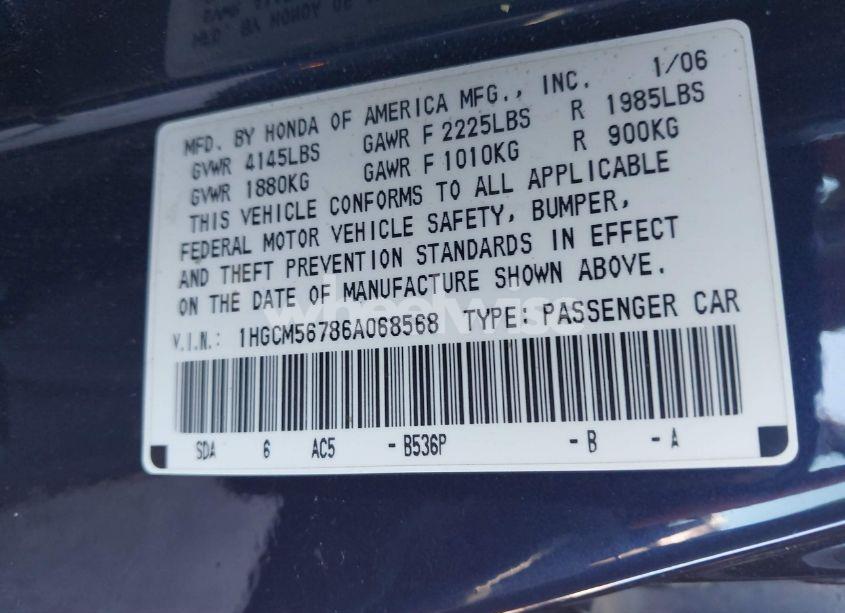 MFD. BY HONDA OF AMERICA MFG., INC. 1/06
GVWR 4145LBS GAWR F 2225LBS R 1985LBS
GVWR 1880KG GAWR F 1010KG R 900KG
THIS VEHICLE CONFORMS TO ALL APPLICABLE
FEDERAL MOTOR VEHICLE SAFETY, BUMPER,
AND THEFT PREVENTION STANDARDS IN EFFECT
ON THE DATE OF MANUFACTURE SHOWN ABOVE.
wheelwise
V.I.N.: 1HGCM56786A068568 TYPE: PASSENGER CAR
SDA 6 AC5 -B536P -B -A